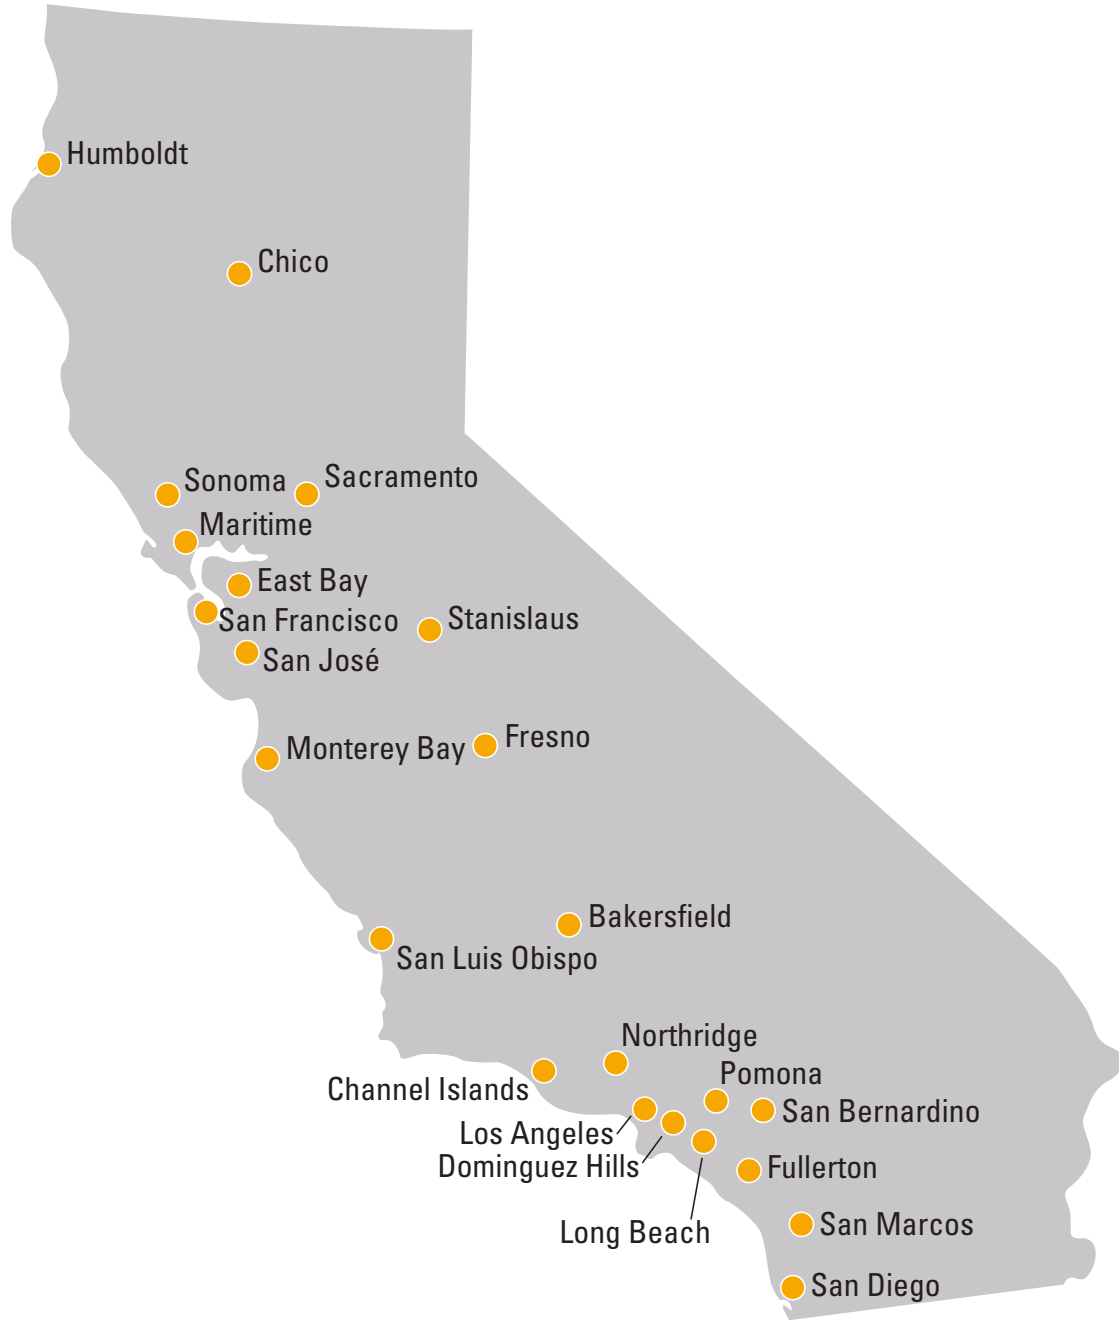 Humboldt
Chico
Sonoma
Sacramento
Maritime
East Bay
San Francisco
Stanislaus
San José
Monterey Bay
Fresno
Bakersfield
San Luis Obispo
Northridge
Pomona
Channel Islands
San Bernardino
Los Angeles
Dominguez Hills
Fullerton
Long Beach
San Marcos
San Diego